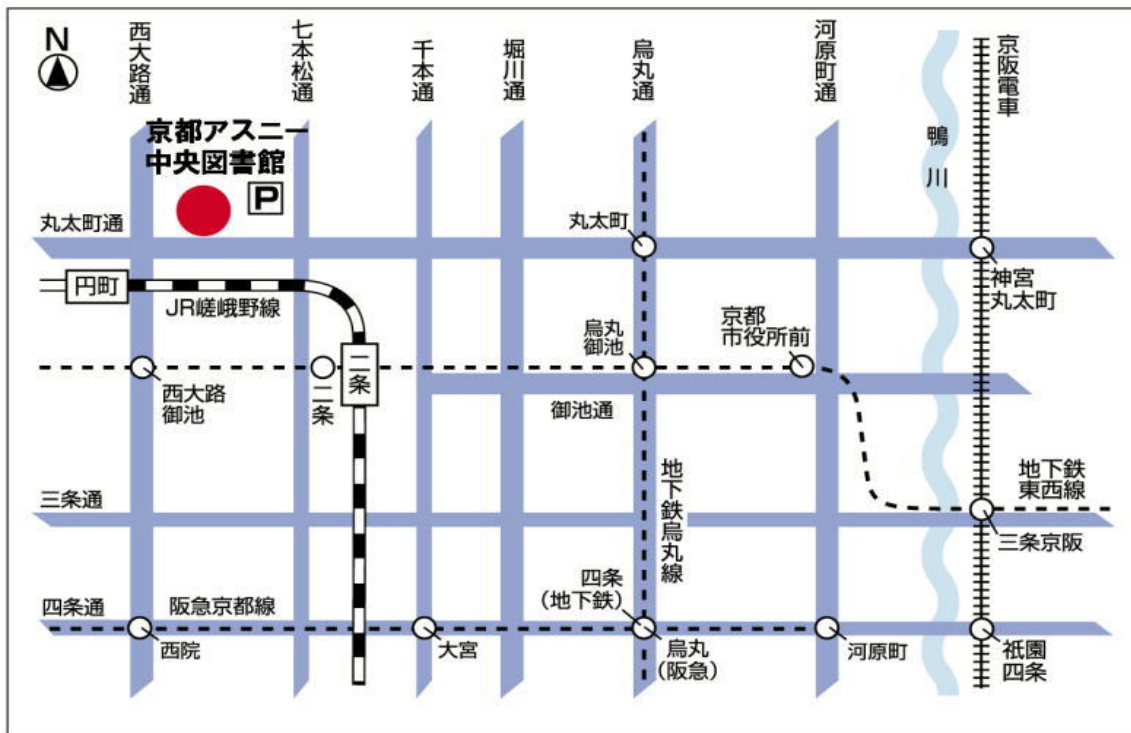 N
西大路通
七本松通
千本通
堀川通
烏丸通
河原町通
京阪電車
鴨川
京都アスニー
中央図書館
P
丸太町通
丸太町
神宮
丸太町
円町
JR嵯峨野線
烏丸
御池
京都
市役所前
二条
二条
西大路
御池
御池通
三条通
地下鉄烏丸線
地下鉄
東西線
三条京阪
四条通
阪急京都線
四条
(地下鉄)
西院
大宮
烏丸
(阪急)
河原町
祇園
四条